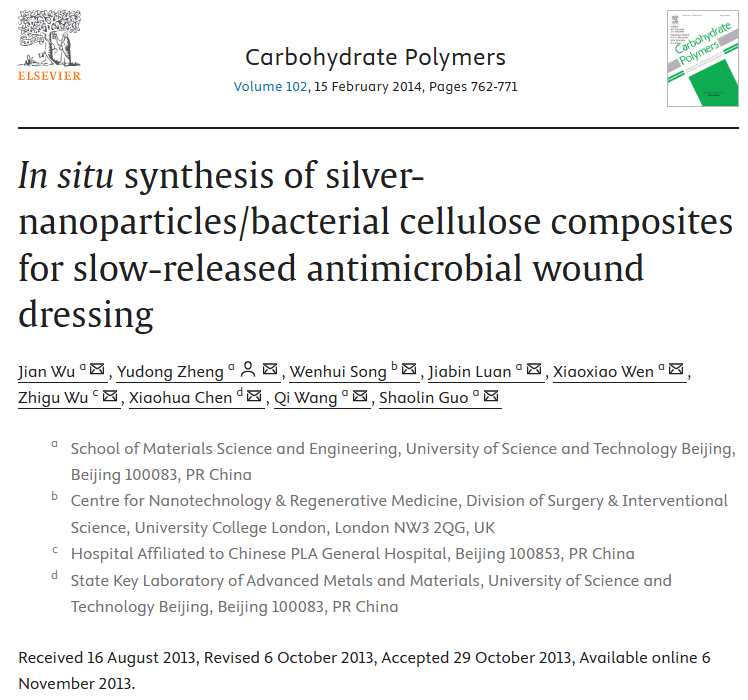 ELSEVIER
Carbohydrate Polymers
Volume 102, 15 February 2014, Pages 762-771
Carbohydrate
Polymers
In situ synthesis of silver-
nanoparticles/bacterial cellulose composites
for slow-released antimicrobial wound
dressing
Jian Wu a, Yudong Zheng a, Wenhui Song b, Jiabin Luan a, Xiaoxiao Wen a,
Zhigu Wu c, Xiaohua Chen d, Qi Wang a, Shaolin Guo a
a School of Materials Science and Engineering, University of Science and Technology Beijing,
Beijing 100083, PR China
b Centre for Nanotechnology & Regenerative Medicine, Division of Surgery & Interventional
Science, University College London, London NW3 2QG, UK
c Hospital Affiliated to Chinese PLA General Hospital, Beijing 100853, PR China
d State Key Laboratory of Advanced Metals and Materials, University of Science and
Technology Beijing, Beijing 100083, PR China
Received 16 August 2013, Revised 6 October 2013, Accepted 29 October 2013, Available online 6
November 2013.